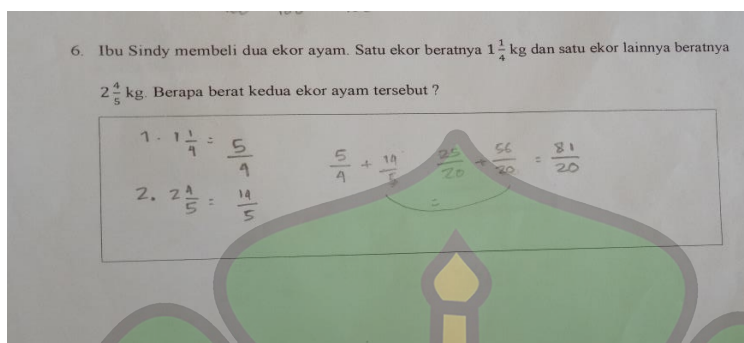 6. Ibu Sindy membeli dua ekor ayam. Satu ekor beratnya 1 1/4 kg dan satu ekor lainnya beratnya
2 4/5 kg. Berapa berat kedua ekor ayam tersebut ?
1. 1 1/4 = 5/4
5/4 + 14/5 = 25/20 + 56/20 = 81/20
2. 2 4/5 = 14/5